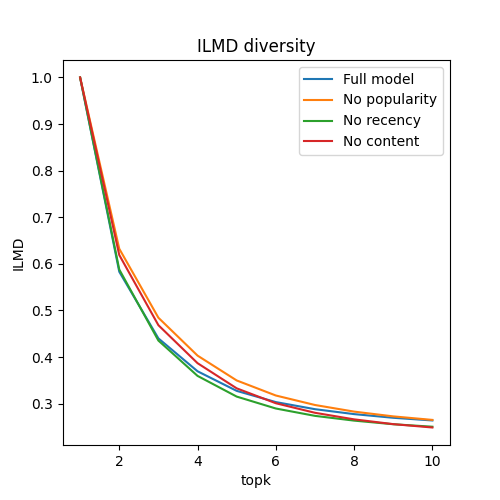 ILMD diversity
Full model
No popularity
No recency
No content
1.0
0.9
0.8
0.7
0.6
0.5
0.4
0.3
ILMD
2 4 6 8 10
topk